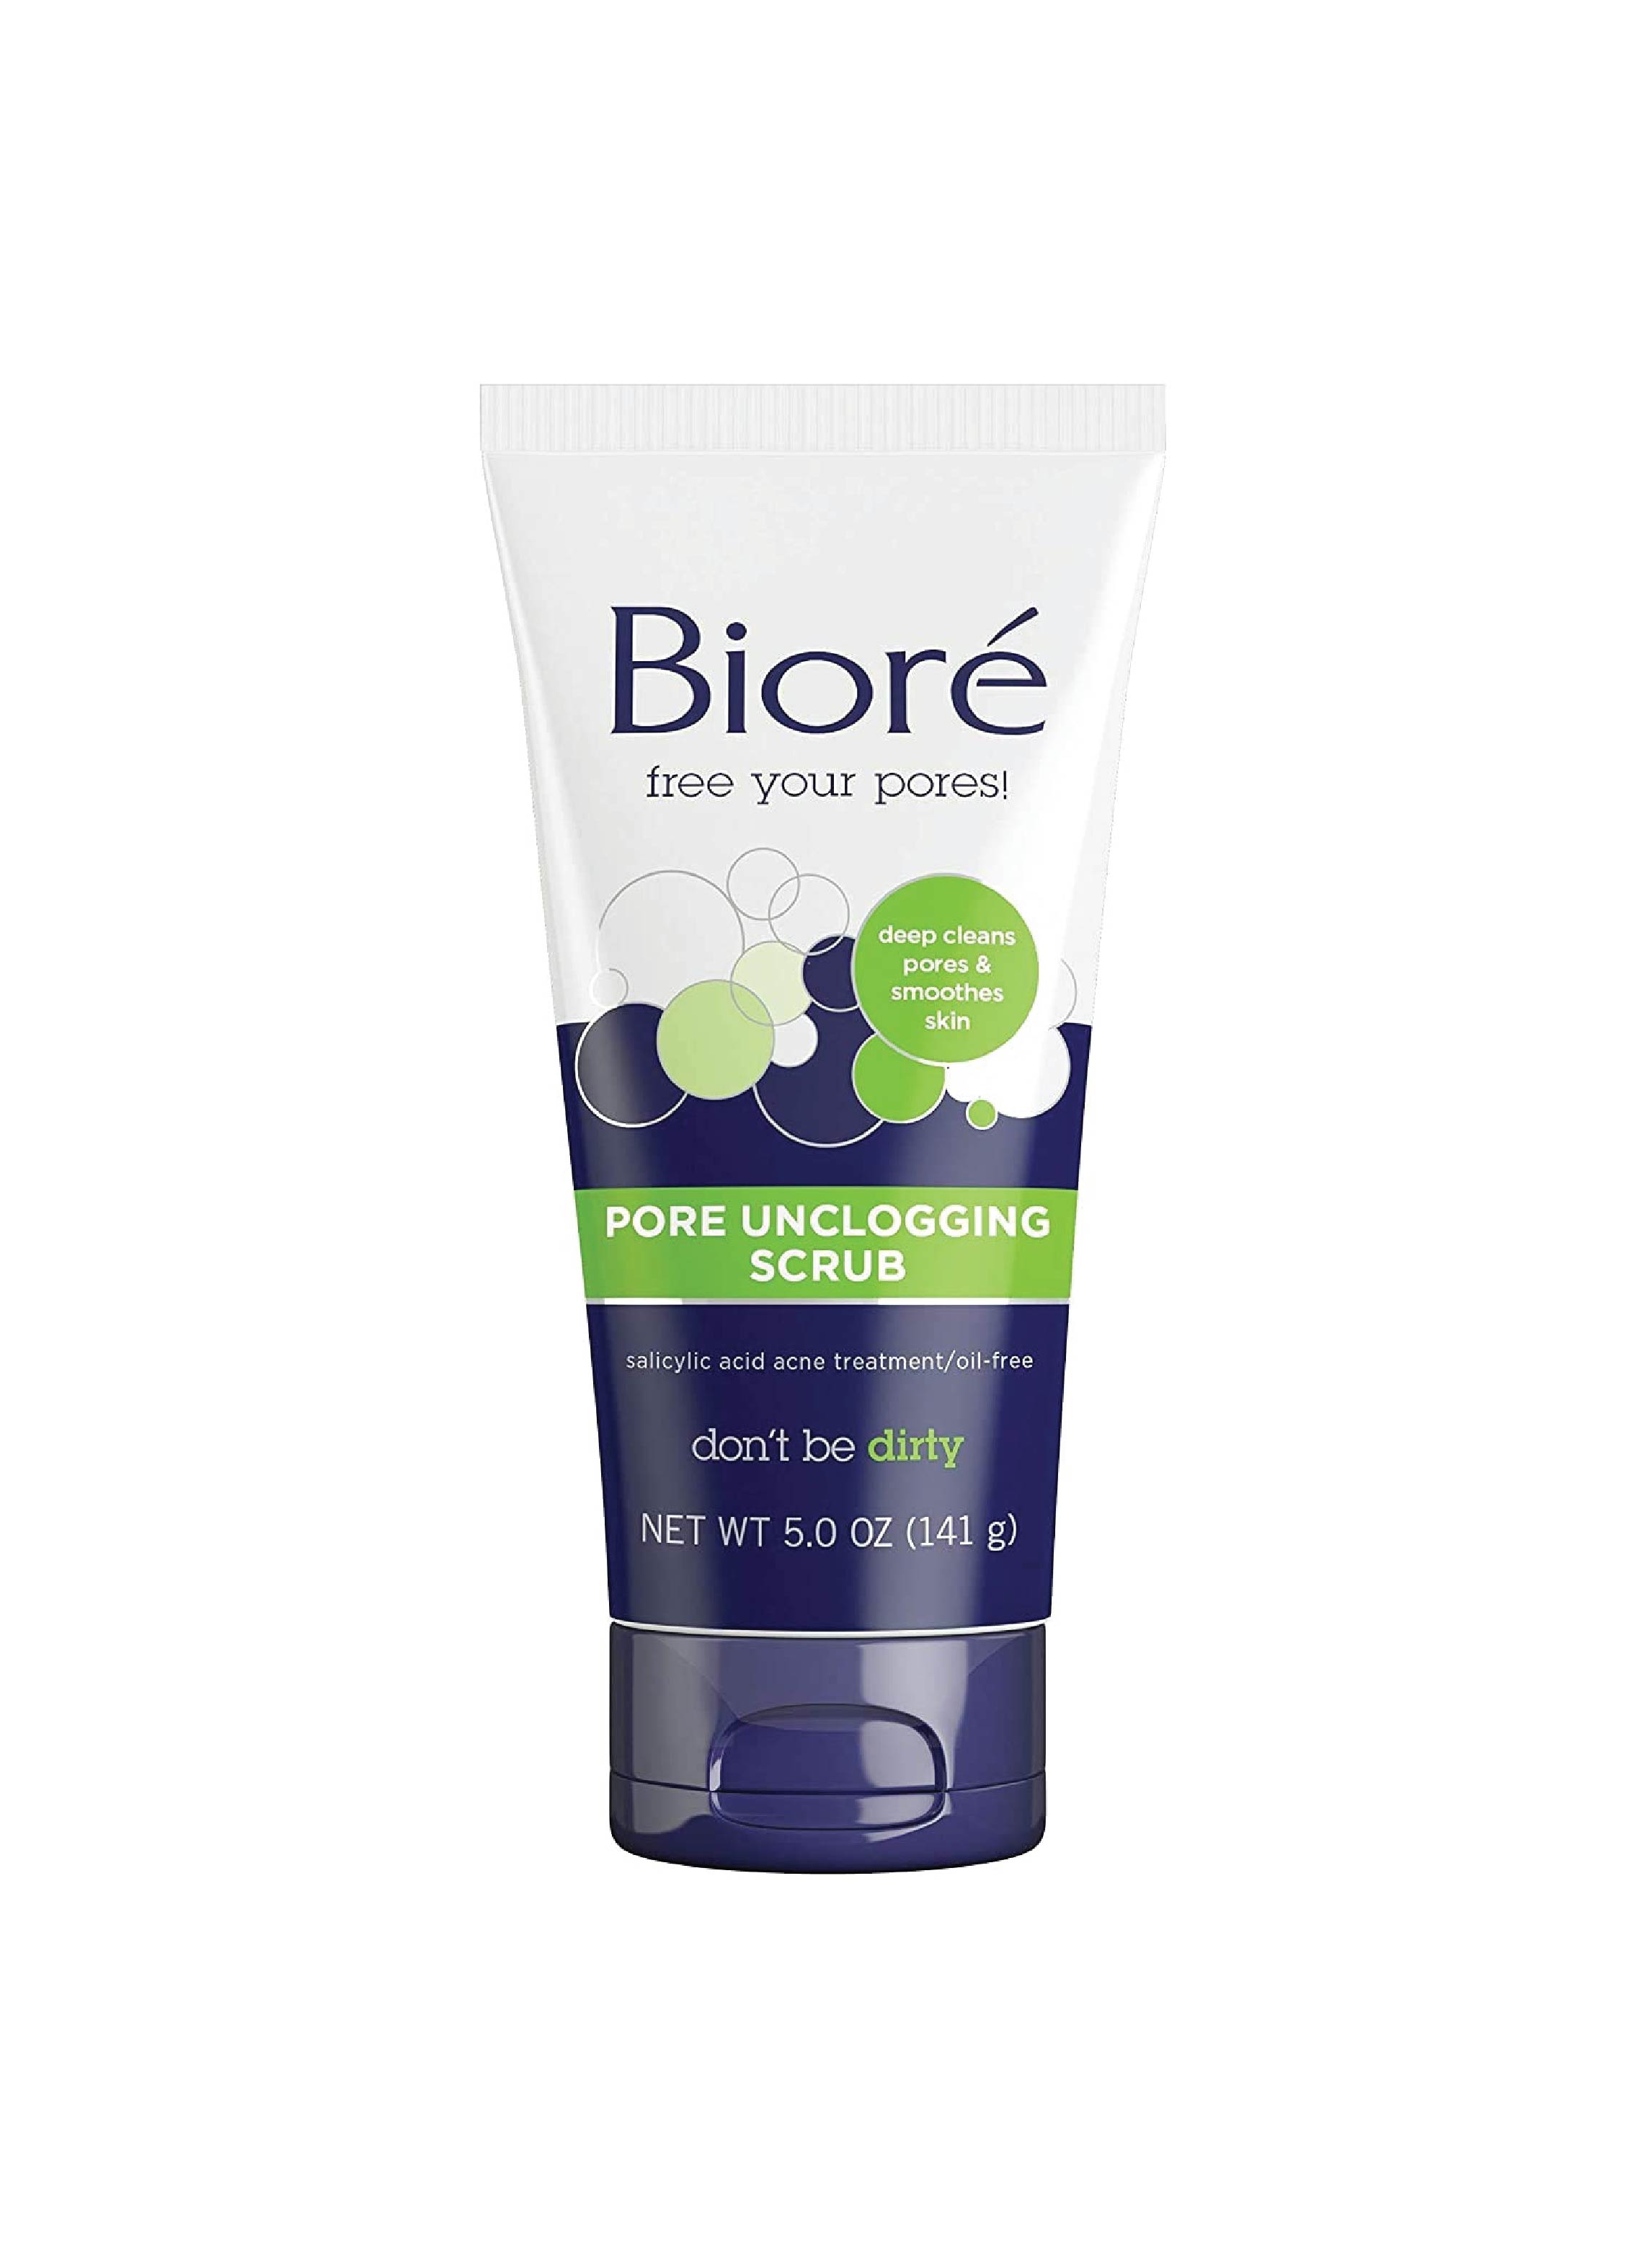 Bioré
free your pores!
deep cleans
pores &
smoothes
skin
PORE UNCLOGGING
SCRUB
salicylic acid acne treatment/oil-free
don't be dirty
NET WT 5.0 OZ (141 g)